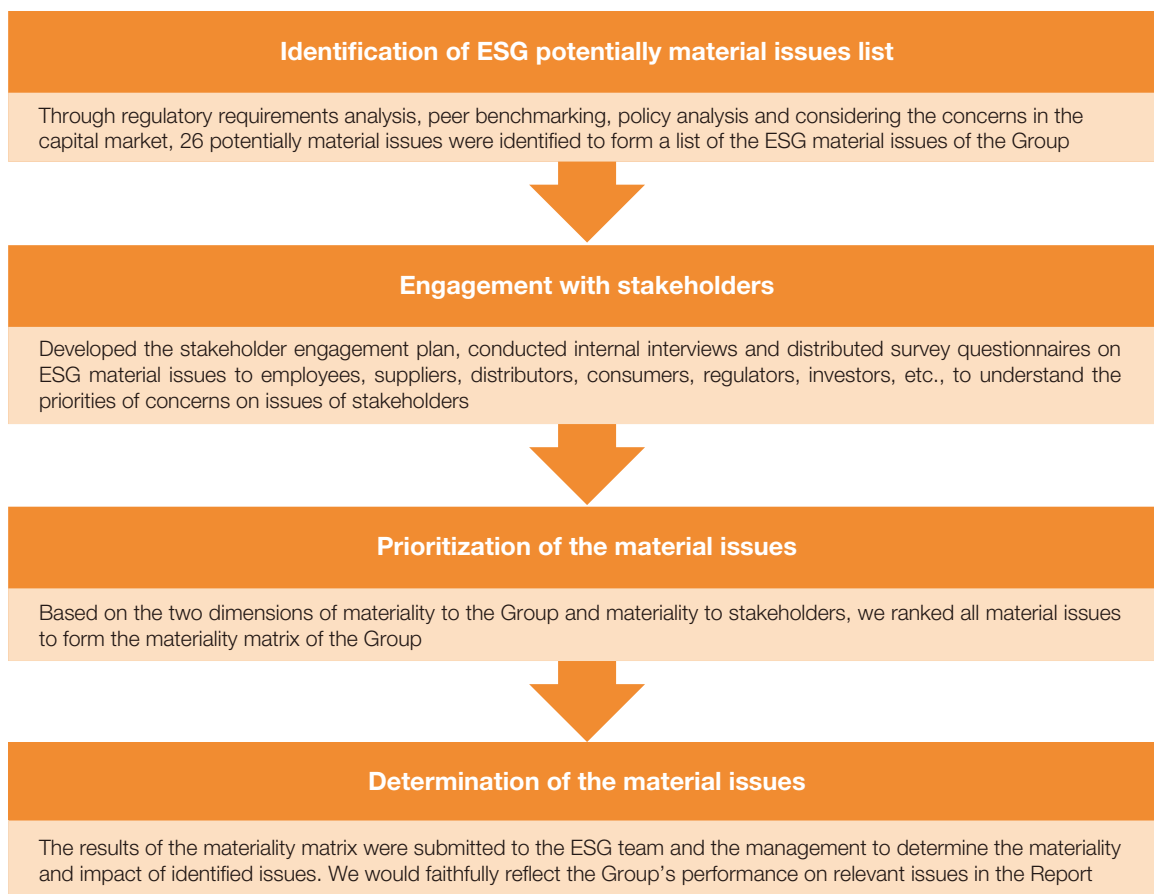 Identification of ESG potentially material issues list
Through regulatory requirements analysis, peer benchmarking, policy analysis and considering the concerns in the
capital market, 26 potentially material issues were identified to form a list of the ESG material issues of the Group
Engagement with stakeholders
Developed the stakeholder engagement plan, conducted internal interviews and distributed survey questionnaires on
ESG material issues to employees, suppliers, distributors, consumers, regulators, investors, etc., to understand the
priorities of concerns on issues of stakeholders
Prioritization of the material issues
Based on the two dimensions of materiality to the Group and materiality to stakeholders, we ranked all material issues
to form the materiality matrix of the Group
Determination of the material issues
The results of the materiality matrix were submitted to the ESG team and the management to determine the materiality
and impact of identified issues. We would faithfully reflect the Group’s performance on relevant issues in the Report